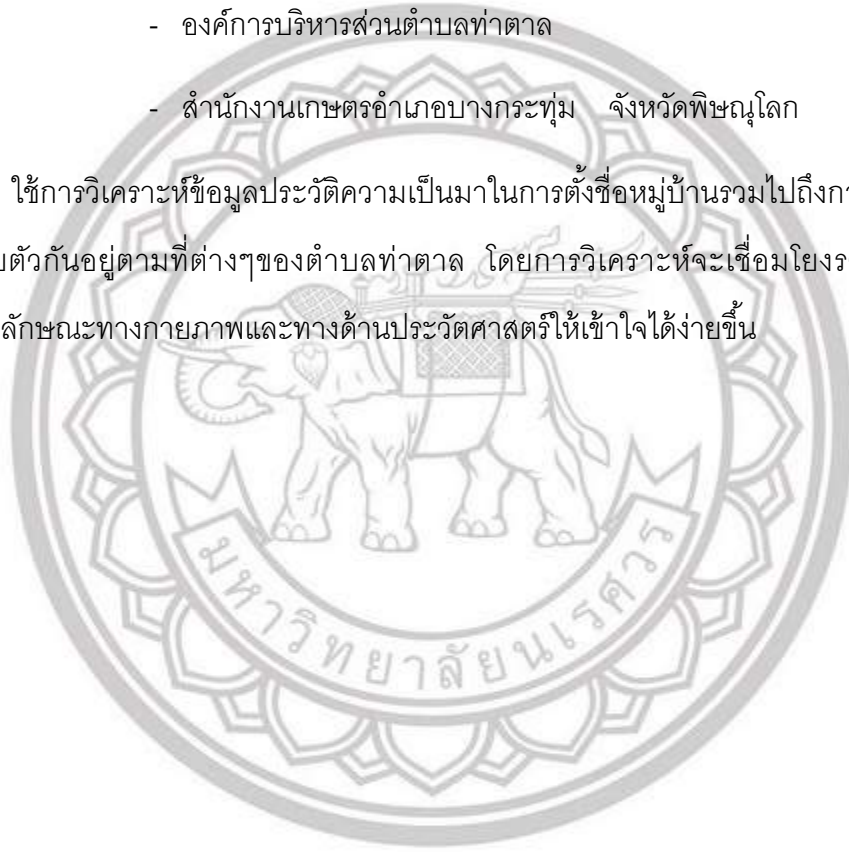 - องค์การบริหารส่วนตำบลท่าตาล
- สำนักงานเกษตรอำเภอบางกระทุ่ม จังหวัดพิษณุโลก
ใช้การวิเคราะห์ข้อมูลประวัติความเป็นมาในการตั้งชื่อหมู่บ้านรวมไปถึง
ตัวกันอยู่ตามที่ต่างๆของตำบลท่าตาล โดยการวิเคราะห์จะเชื่อมโยง
ลักษณะทางกายภาพและทางด้านประวัตศาสตร์ให้เข้าใจได้ง่ายขึ้น
มหาวิทยาลัยนเรศวร